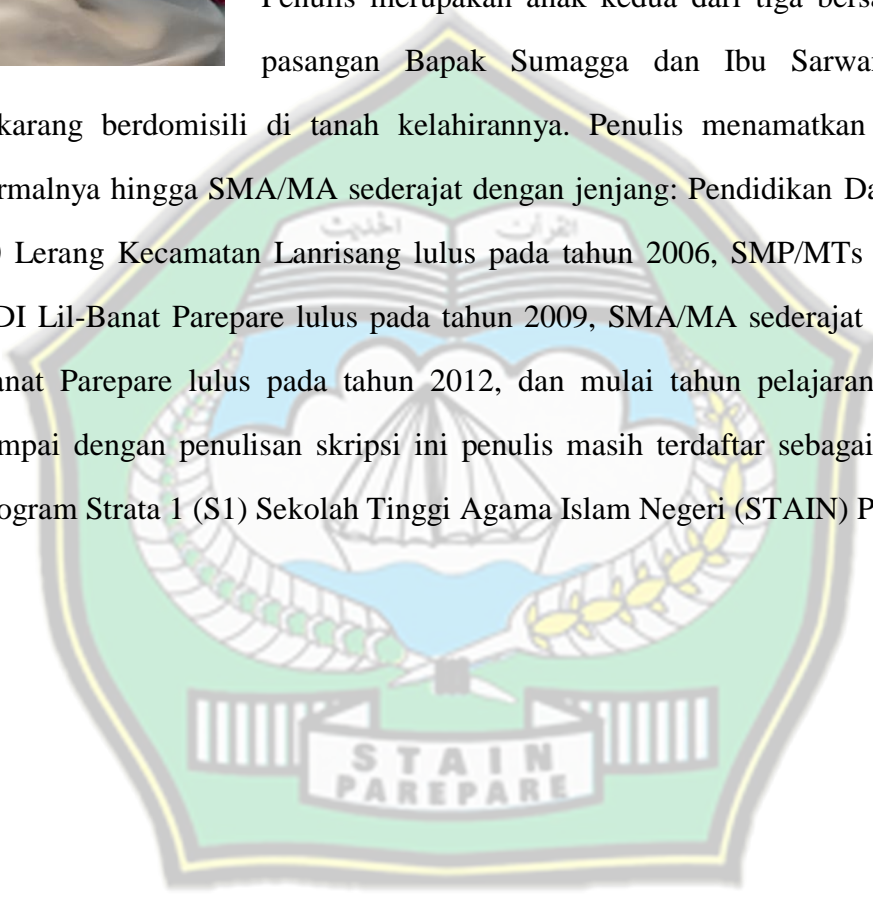 Penulis merupakan anak kedua dari tiga bersa
pasangan Bapak Sumagga dan Ibu Sarwa
karang berdomisili di tanah kelahirannya. Penulis menamatkan
rmalnya hingga SMA/MA sederajat dengan jenjang: Pendidikan Da
Lerang Kecamatan Lanrisang lulus pada tahun 2006, SMP/MTs
DI Lil-Banat Parepare lulus pada tahun 2009, SMA/MA sederajat
anat Parepare lulus pada tahun 2012, dan mulai tahun pelajaran
mpai dengan penulisan skripsi ini penulis masih terdaftar sebagai
ogram Strata 1 (S1) Sekolah Tinggi Agama Islam Negeri (STAIN) P
الحديث القرآن
STAIN
PAREPARE